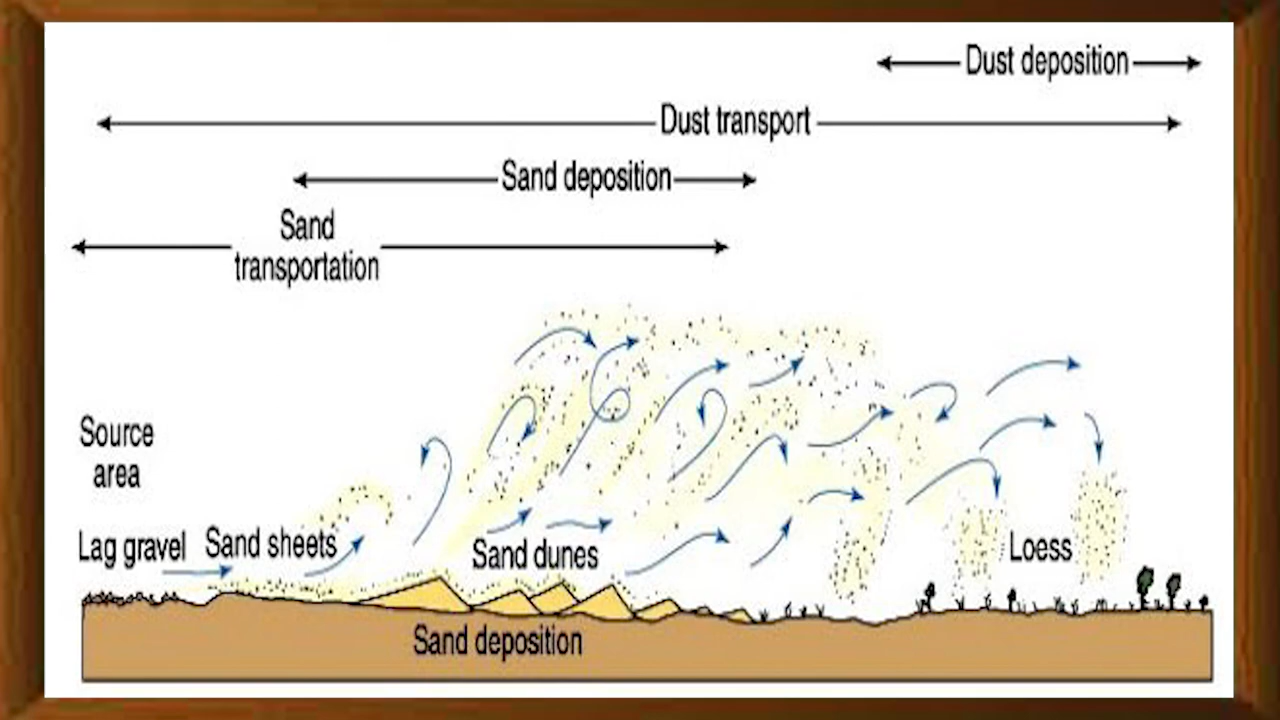 Dust deposition
Dust transport
Sand deposition
Sand
transportation
Source
area
Lag gravel
Sand sheets
Sand dunes
Loess
Sand deposition